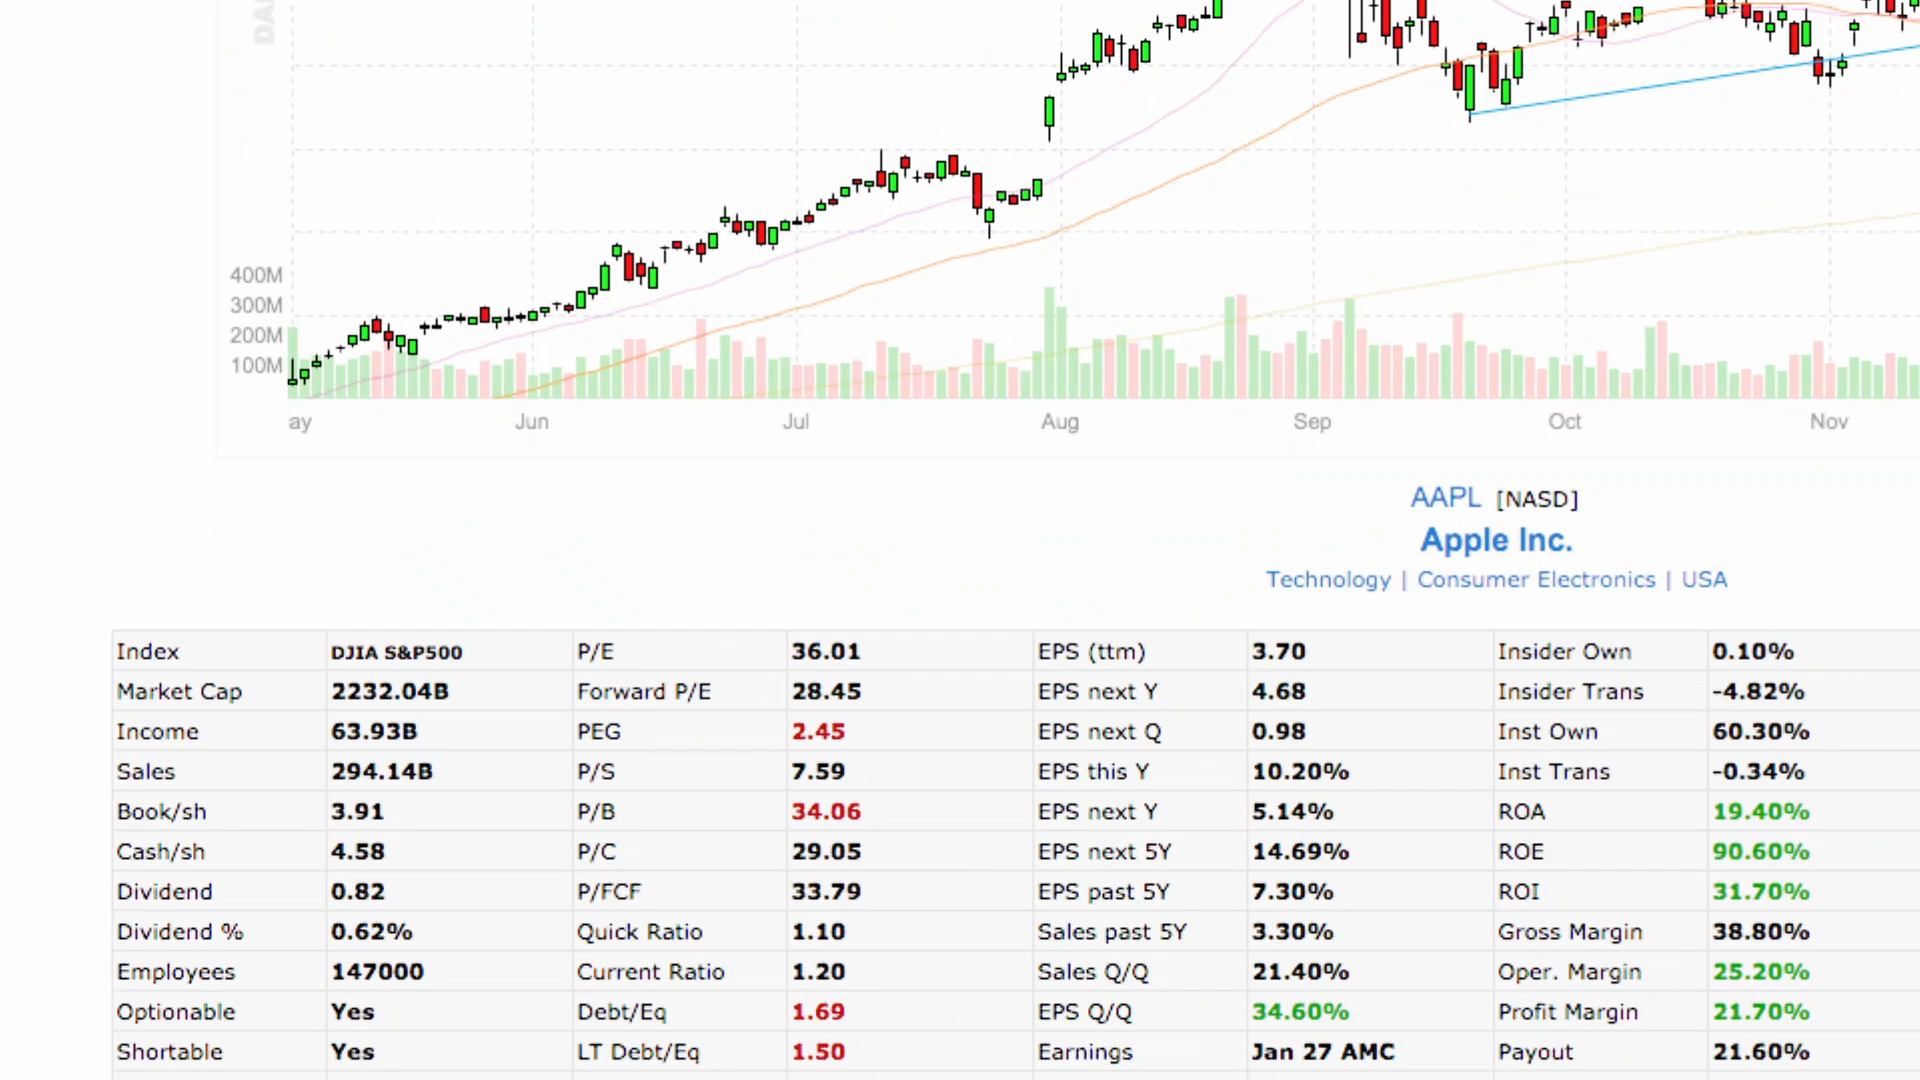 DAI
400M
300M
200M
100M
ay Jun Jul Aug Sep Oct Nov
AAPL [NASD]
Apple Inc.
Technology | Consumer Electronics | USA
Index DJIA S&P500 P/E 36.01 EPS (ttm) 3.70 Insider Own 0.10%
Market Cap 2232.04B Forward P/E 28.45 EPS next Y 4.68 Insider Trans -4.82%
Income 63.93B PEG 2.45 EPS next Q 0.98 Inst Own 60.30%
Sales 294.14B P/S 7.59 EPS this Y 10.20% Inst Trans -0.34%
Book/sh 3.91 P/B 34.06 EPS next Y 5.14% ROA 19.40%
Cash/sh 4.58 P/C 29.05 EPS next 5Y 14.69% ROE 90.60%
Dividend 0.82 P/FCF 33.79 EPS past 5Y 7.30% ROI 31.70%
Dividend % 0.62% Quick Ratio 1.10 Sales past 5Y 3.30% Gross Margin 38.80%
Employees 147000 Current Ratio 1.20 Sales Q/Q 21.40% Oper. Margin 25.20%
Optionable Yes Debt/Eq 1.69 EPS Q/Q 34.60% Profit Margin 21.70%
Shortable Yes LT Debt/Eq 1.50 Earnings Jan 27 AMC Payout 21.60%